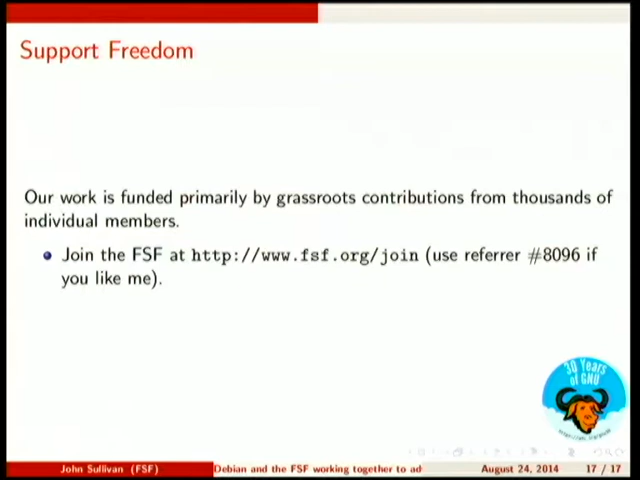 Support Freedom
Our work is funded primarily by grassroots contributions from thousands of
individual members.
Join the FSF at http://www.fsf.org/join (use referrer #8096 if
you like me).
30 Years
of GNU
John Sullivan (FSF) Debian and the FSF working together to ad August 24, 2014 17 / 17